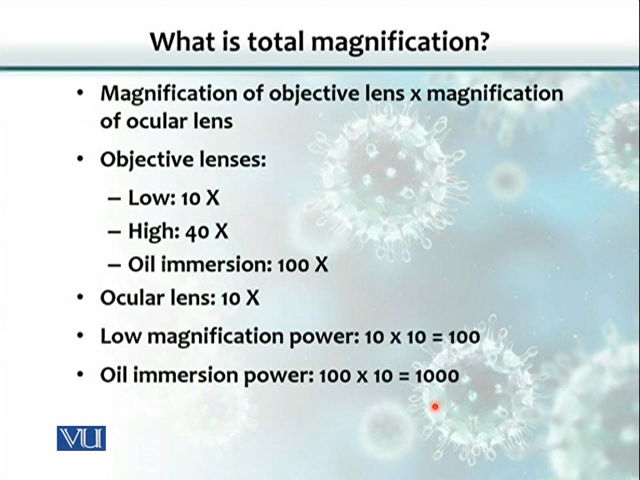 What is total magnification?
• Magnification of objective lens x magnification
of ocular lens
• Objective lenses:
– Low: 10 X
– High: 40 X
– Oil immersion: 100 X
• Ocular lens: 10 X
• Low magnification power: 10 x 10 = 100
• Oil immersion power: 100 x 10 = 1000
VU